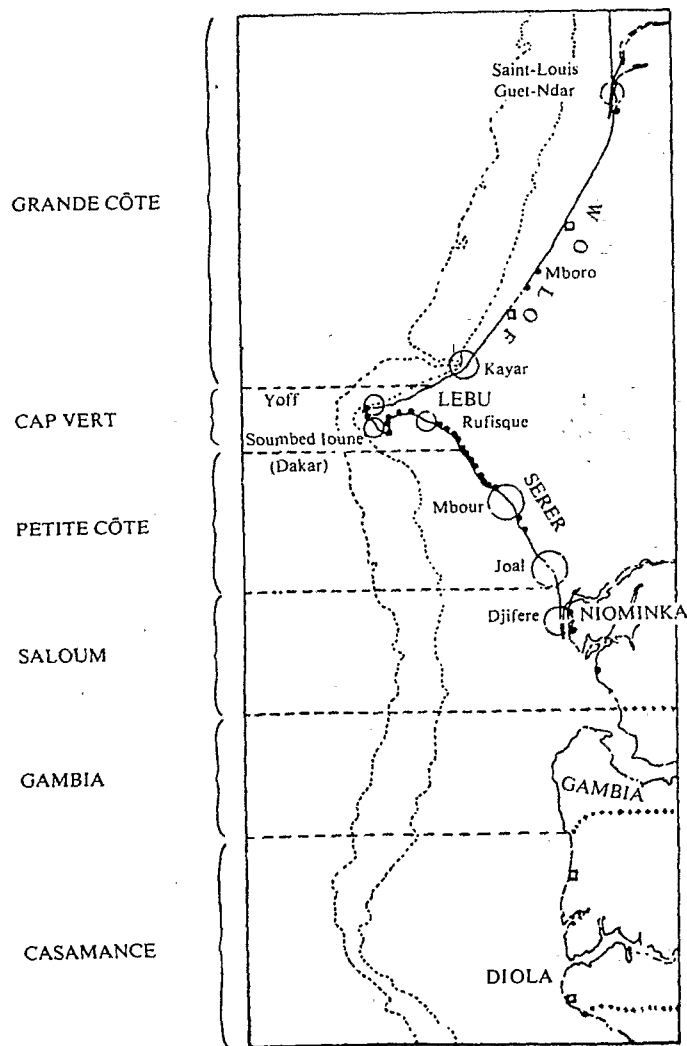 Saint-Louis
Guet-Ndar
GRANDE CÔTE
WOLOF
Mboro
Kayar
Yoff
LEBU
CAP VERT
Rufisque
Soumbed Ioune
(Dakar)
SERER
Mbour
PETITE CÔTE
Joal
Djifere
NIOMINKA
SALOUM
GAMBIA
GAMBIA
CASAMANCE
DIOLA